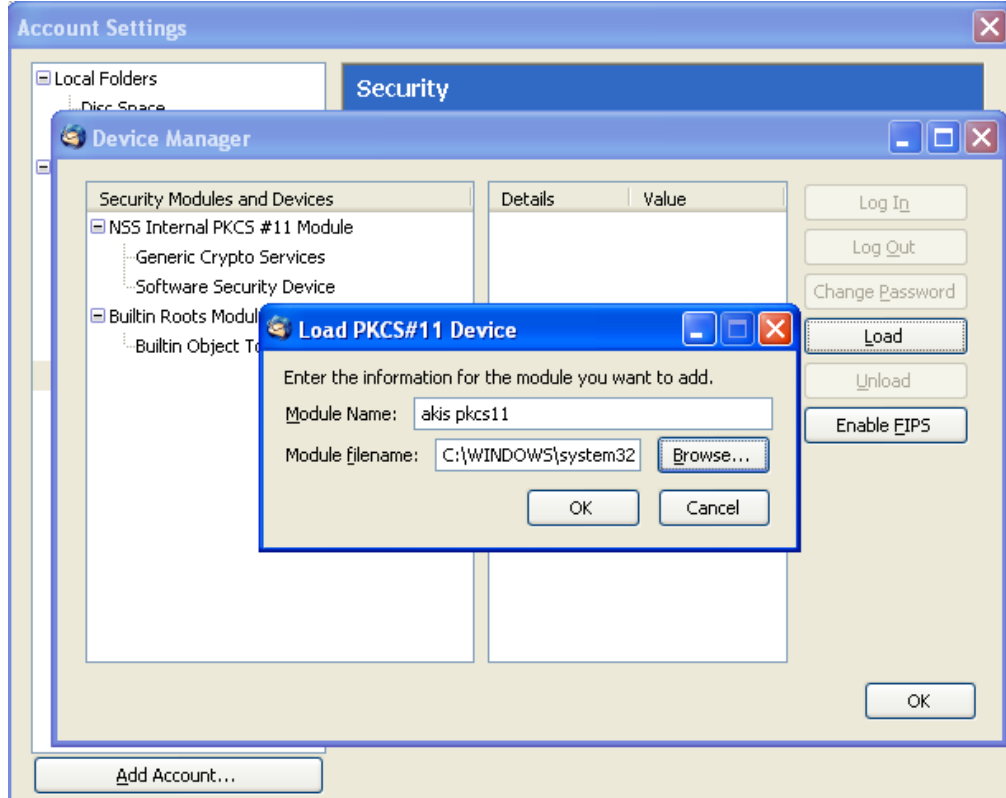 Account Settings
Local Folders
Disc Space
Security
Device Manager
Security Modules and Devices
NSS Internal PKCS #11 Module
Generic Crypto Services
Software Security Device
Builtin Roots Modul
Builtin Object To
Details
Value
Log In
Log Out
Change Password
Load
Unload
Enable FIPS
Load PKCS#11 Device
Enter the information for the module you want to add.
Module Name: akis pkcs11
Module filename: C:\WINDOWS\system32 Browse...
OK Cancel
OK
Add Account...